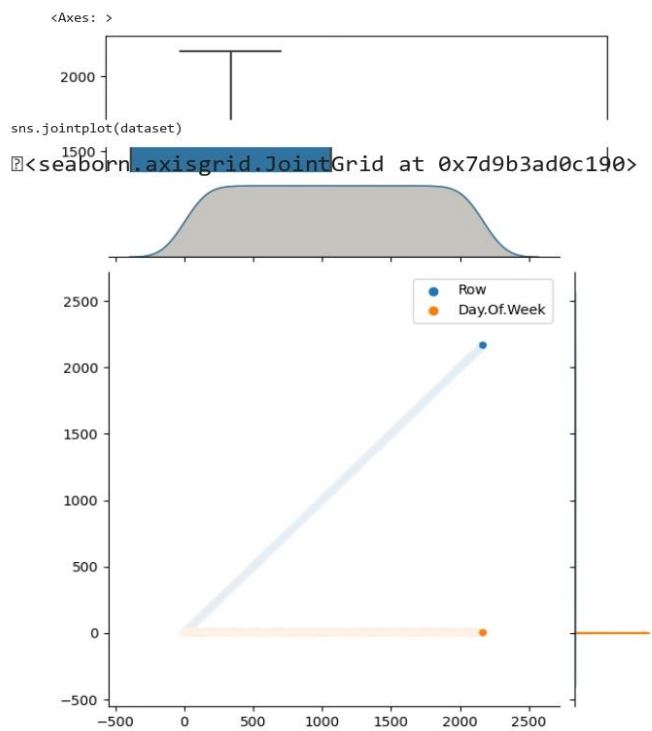 <Axes: >
2000
sns.jointplot(dataset)
1500
<seaborn.axisgrid.JointGrid at 0x7d9b3ad0c190>
Row
Day.Of.Week
2500
2000
1500
1000
500
0
−500
−500 0 500 1000 1500 2000 2500